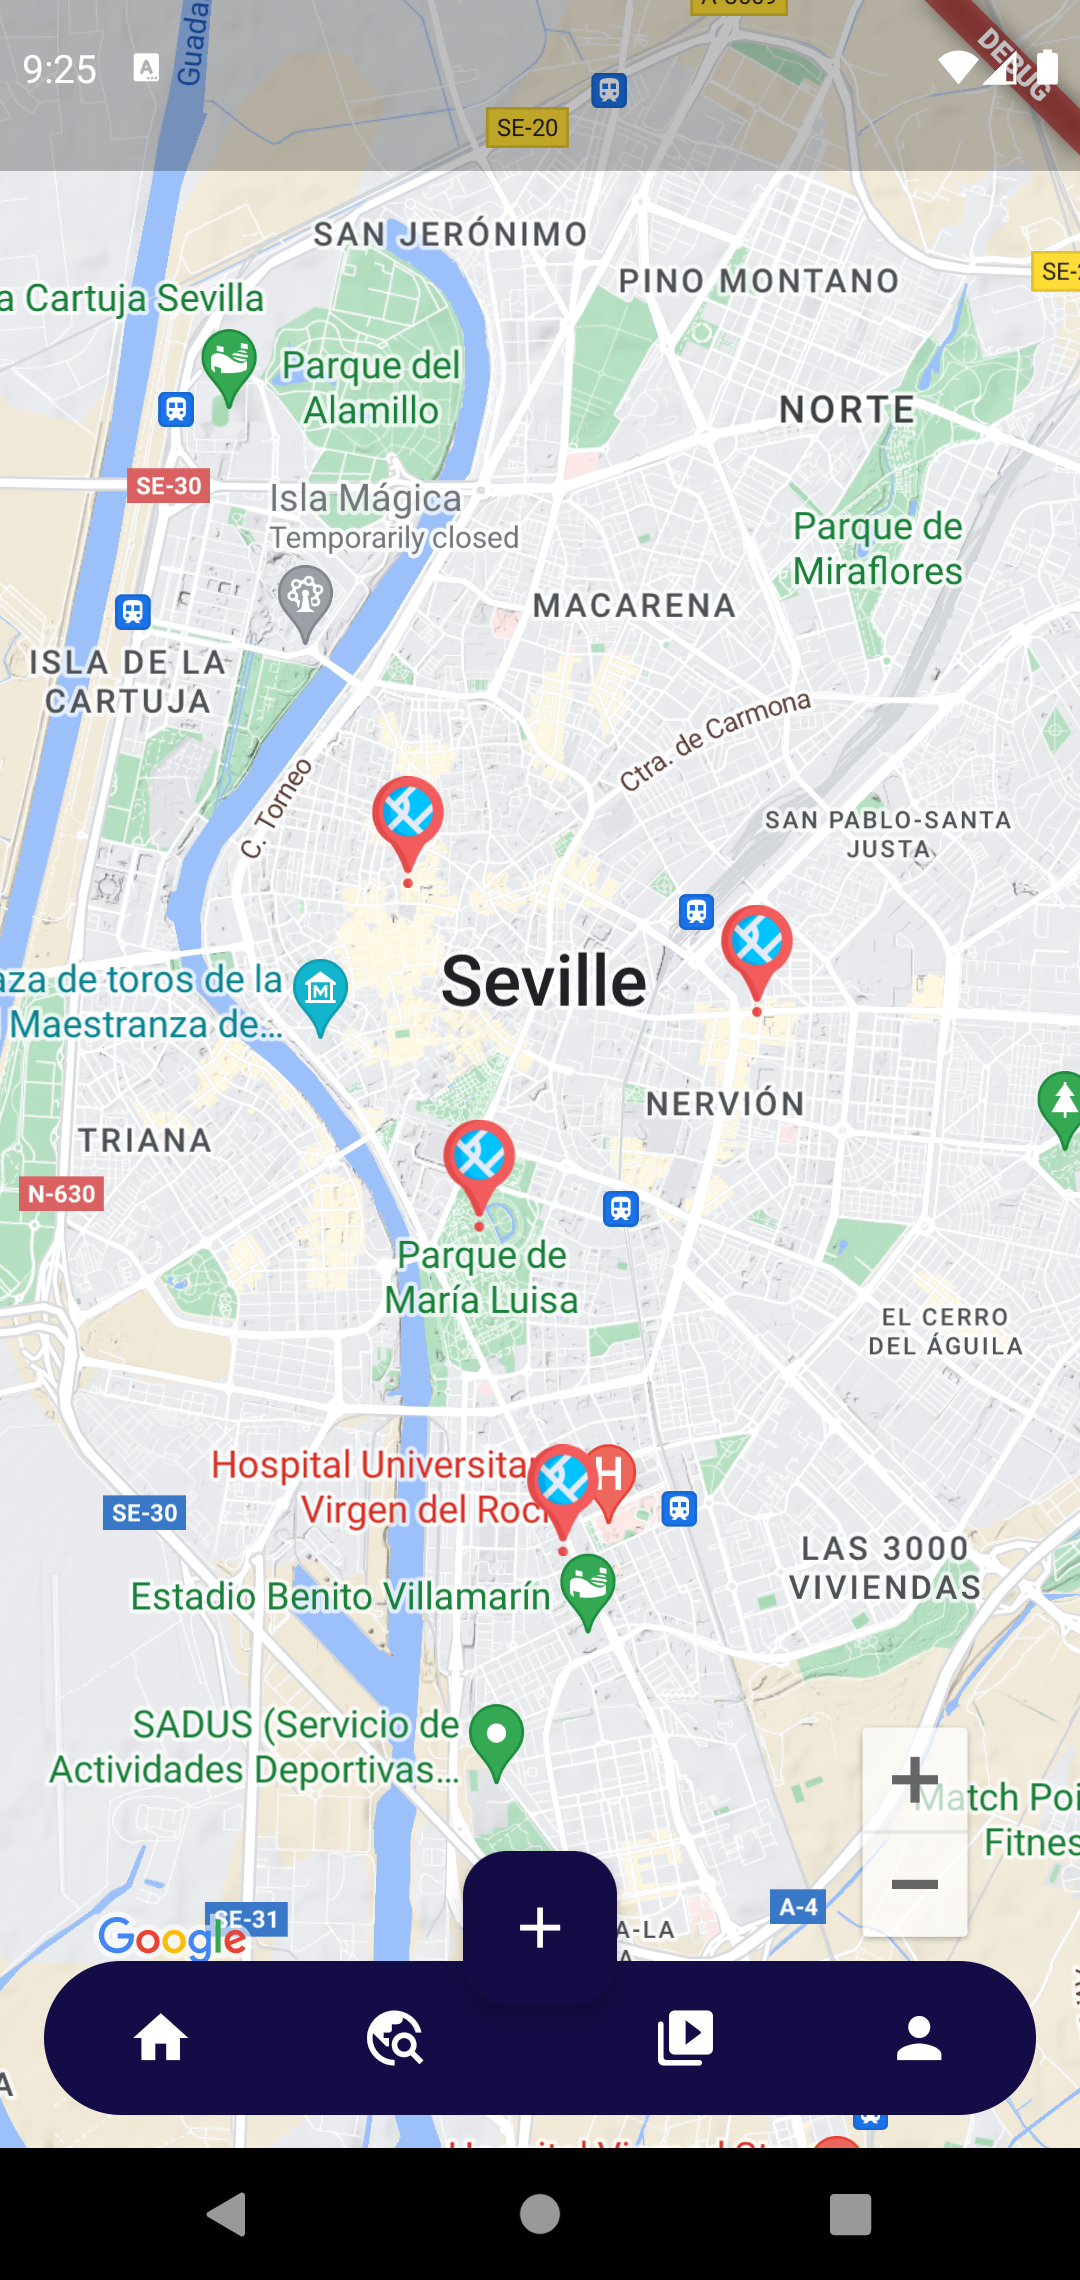 9:25
DEBUG
SE-20
SAN JERÓNIMO
PINO MONTANO
a Cartuja Sevilla
Parque del
Alamillo
NORTE
SE-30
Isla Mágica
Temporarily closed
Parque de
Miraflores
MACARENA
ISLA DE LA
CARTUJA
Ctra. de Carmona
C. Torneo
SAN PABLO-SANTA
JUSTA
Seville
aza de toros de la
Maestranza de...
NERVIÓN
TRIANA
N-630
Parque de
María Luisa
EL CERRO
DEL ÁGUILA
Hospital Universita
Virgen del Roc
H
SE-30
LAS 3000
VIVIENDAS
Estadio Benito Villamarín
SADUS (Servicio de
Actividades Deportivas...
Match Poi
Fitnes
A-4
SE-31
Google
A-LA
A